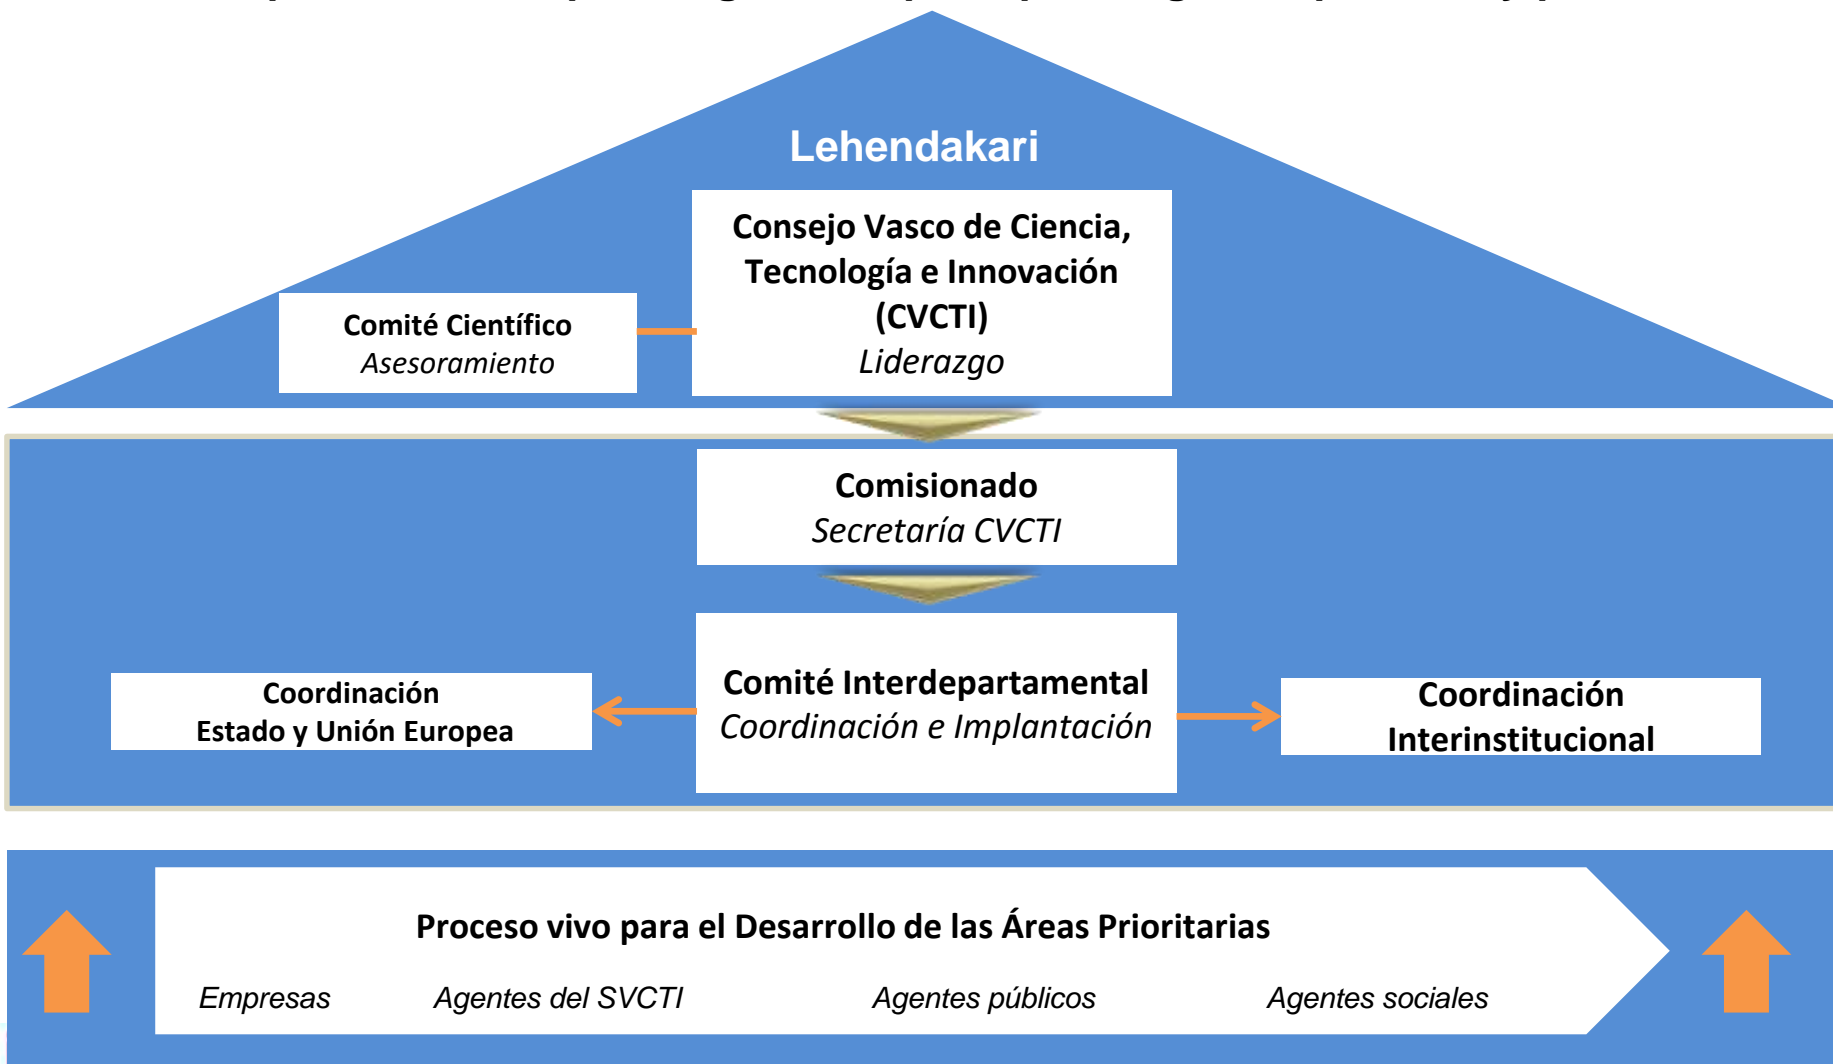 Lehendakari
Consejo Vasco de Ciencia,
Tecnología e Innovación
(CVCTI)
Liderazgo
Comité Científico
Asesoramiento
Comisionado
Secretaría CVCTI
Comité Interdepartamental
Coordinación e Implantación
Coordinación
Estado y Unión Europea
Coordinación
Interinstitucional
Proceso vivo para el Desarrollo de las Áreas Prioritarias
Empresas Agentes del SVCTI Agentes públicos Agentes sociales